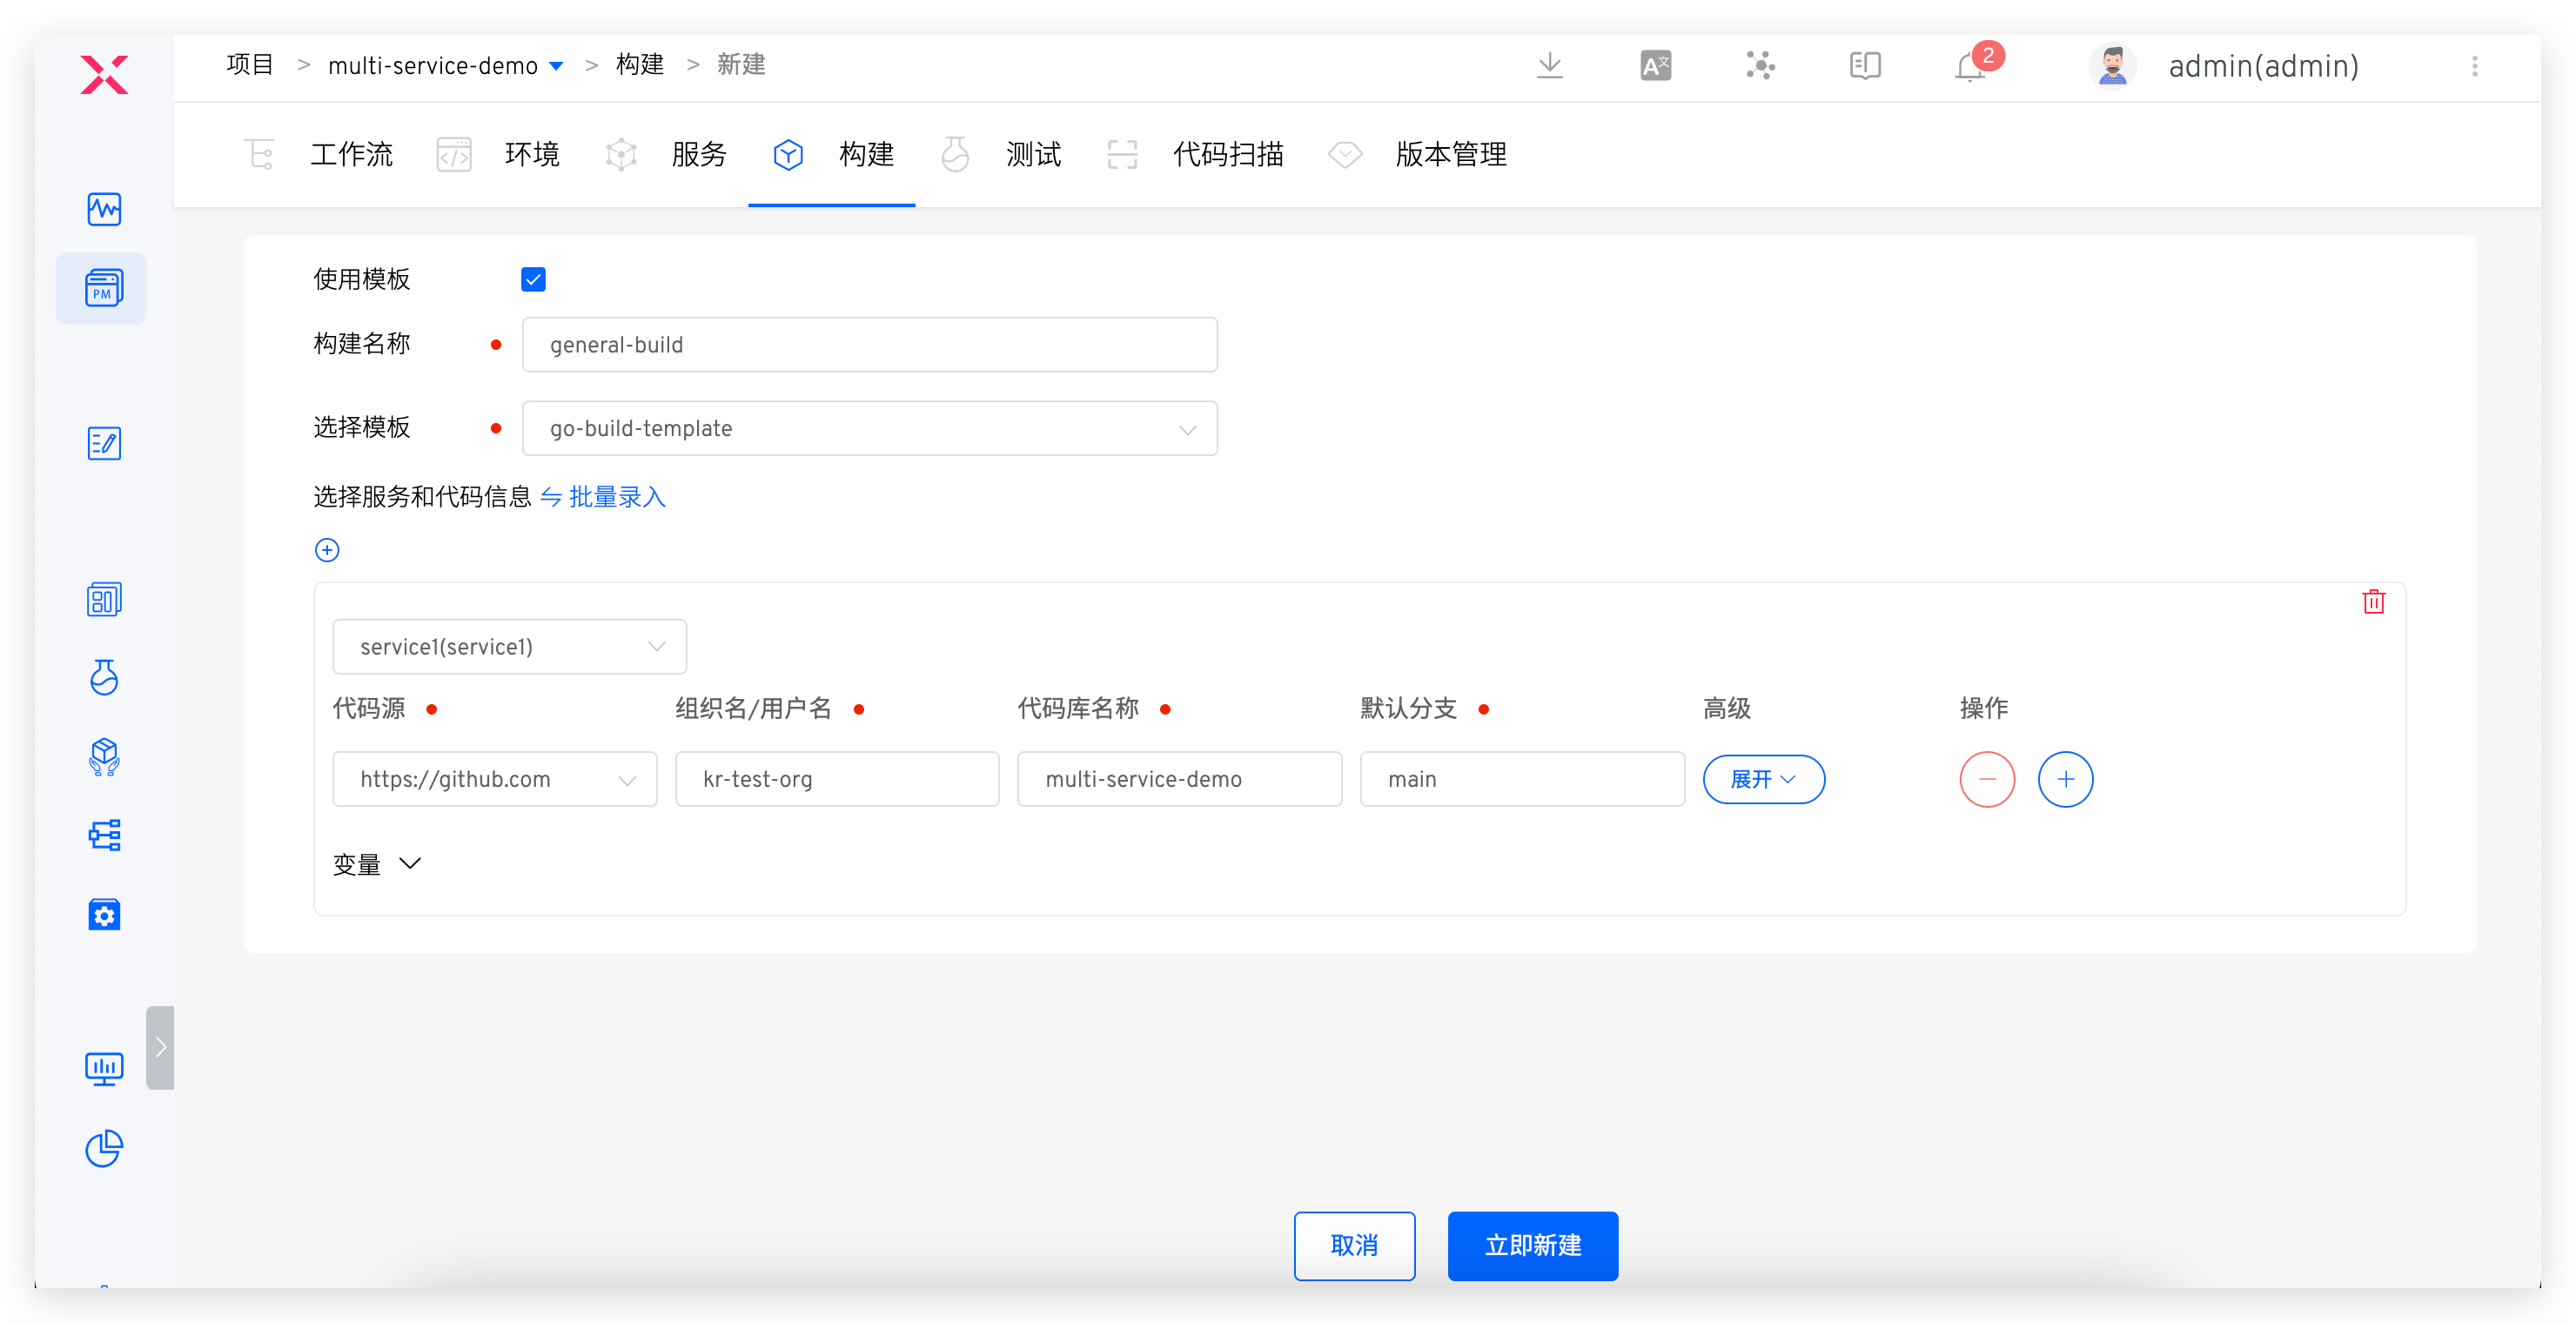 项目 > multi-service-demo > 构建 > 新建
A文
2
admin(admin)
工作流 环境 服务 构建 测试 代码扫描 版本管理
PM
使用模板
构建名称 general-build
选择模板 go-build-template
选择服务和代码信息 批量录入
service1(service1)
代码源 组织名/用户名 代码库名称 默认分支 高级 操作
https://github.com kr-test-org multi-service-demo main 展开
变量
取消 立即新建